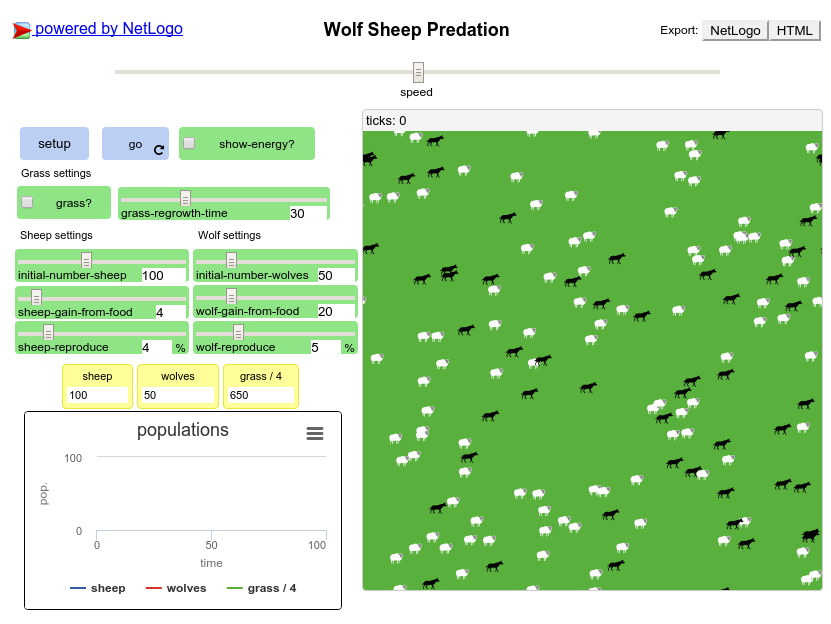 powered by NetLogo
Wolf Sheep Predation
Export: NetLogo HTML
speed
ticks: 0
setup
go
show-energy?
Grass settings
grass?
grass-regrowth-time 30
Sheep settings
Wolf settings
initial-number-sheep 100
initial-number-wolves 50
sheep-gain-from-food 4
wolf-gain-from-food 20
sheep-reproduce 4 %
wolf-reproduce 5 %
sheep
100
wolves
50
grass / 4
650
populations
pop.
100
0
0 50 100
time
sheep wolves grass / 4